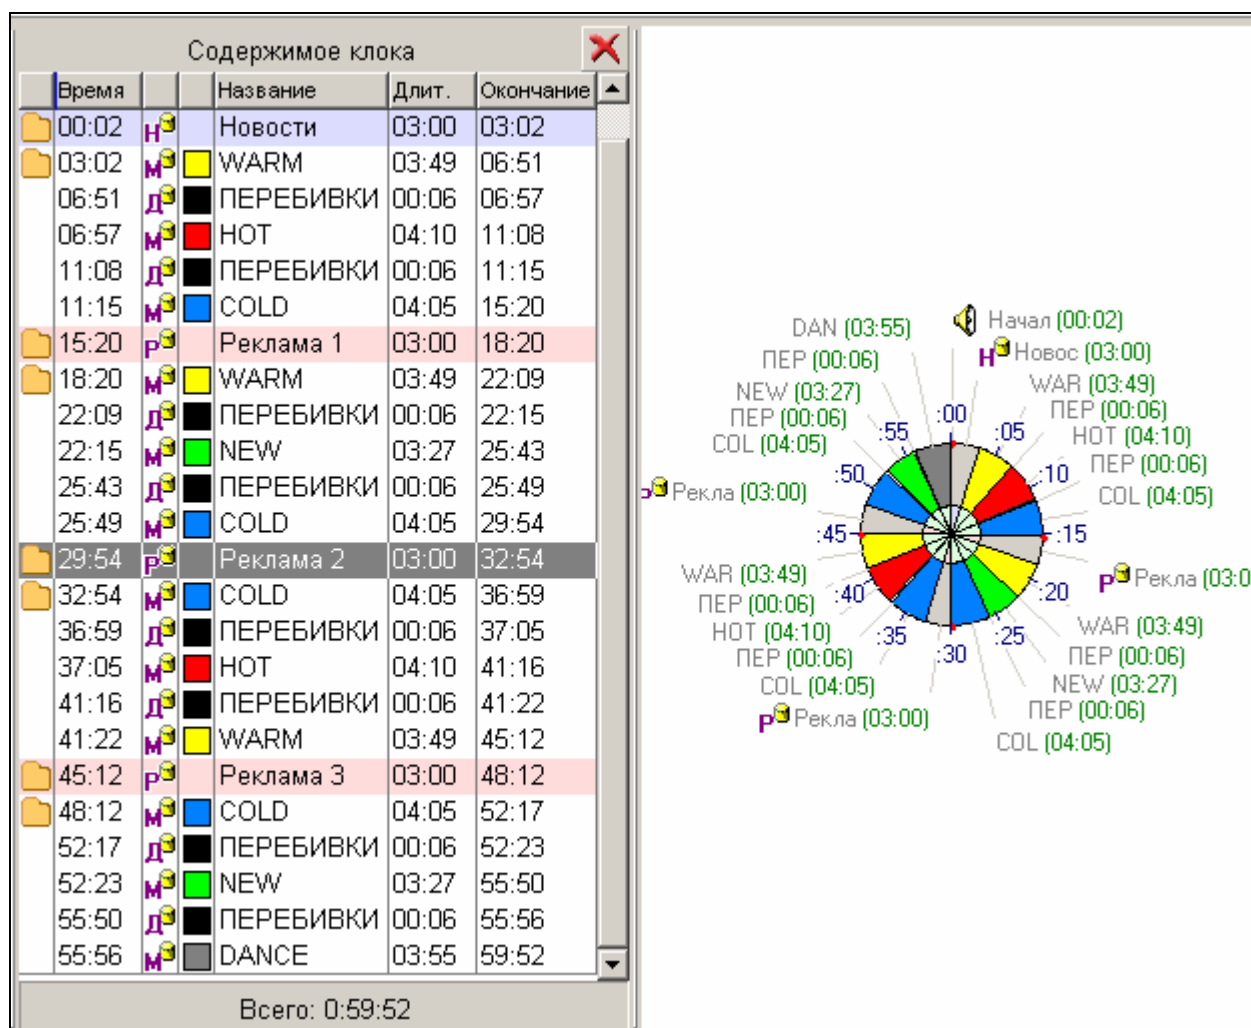 Содержимое клока
Время Название Длит. Окончание
00:02 Н Новости 03:00 03:02
03:02 М WARM 03:49 06:51
06:51 Д ПЕРЕБИВКИ 00:06 06:57
06:57 М HOT 04:10 11:08
11:08 Д ПЕРЕБИВКИ 00:06 11:15
11:15 М COLD 04:05 15:20
15:20 Р Реклама 1 03:00 18:20
18:20 М WARM 03:49 22:09
22:09 Д ПЕРЕБИВКИ 00:06 22:15
22:15 М NEW 03:27 25:43
25:43 Д ПЕРЕБИВКИ 00:06 25:49
25:49 М COLD 04:05 29:54
29:54 Р Реклама 2 03:00 32:54
32:54 М COLD 04:05 36:59
36:59 Д ПЕРЕБИВКИ 00:06 37:05
37:05 М HOT 04:10 41:16
41:16 Д ПЕРЕБИВКИ 00:06 41:22
41:22 М WARM 03:49 45:12
45:12 Р Реклама 3 03:00 48:12
48:12 М COLD 04:05 52:17
52:17 Д ПЕРЕБИВКИ 00:06 52:23
52:23 М NEW 03:27 55:50
55:50 Д ПЕРЕБИВКИ 00:06 55:56
55:56 М DANCE 03:55 59:52
Всего: 0:59:52
Начал (00:02)
Н Новос (03:00)
WAR (03:49)
ПЕР (00:06)
HOT (04:10)
ПЕР (00:06)
COL (04:05)
Р Рекла (03:0
WAR (03:49)
ПЕР (00:06)
NEW (03:27)
ПЕР (00:06)
COL (04:05)
Р Рекла (03:00)
COL (04:05)
ПЕР (00:06)
HOT (04:10)
ПЕР (00:06)
WAR (03:49)
Р Рекла (03:00)
COL (04:05)
ПЕР (00:06)
NEW (03:27)
ПЕР (00:06)
DAN (03:55)
:00
:05
:10
:15
:20
:25
:30
:35
:40
:45
:50
:55